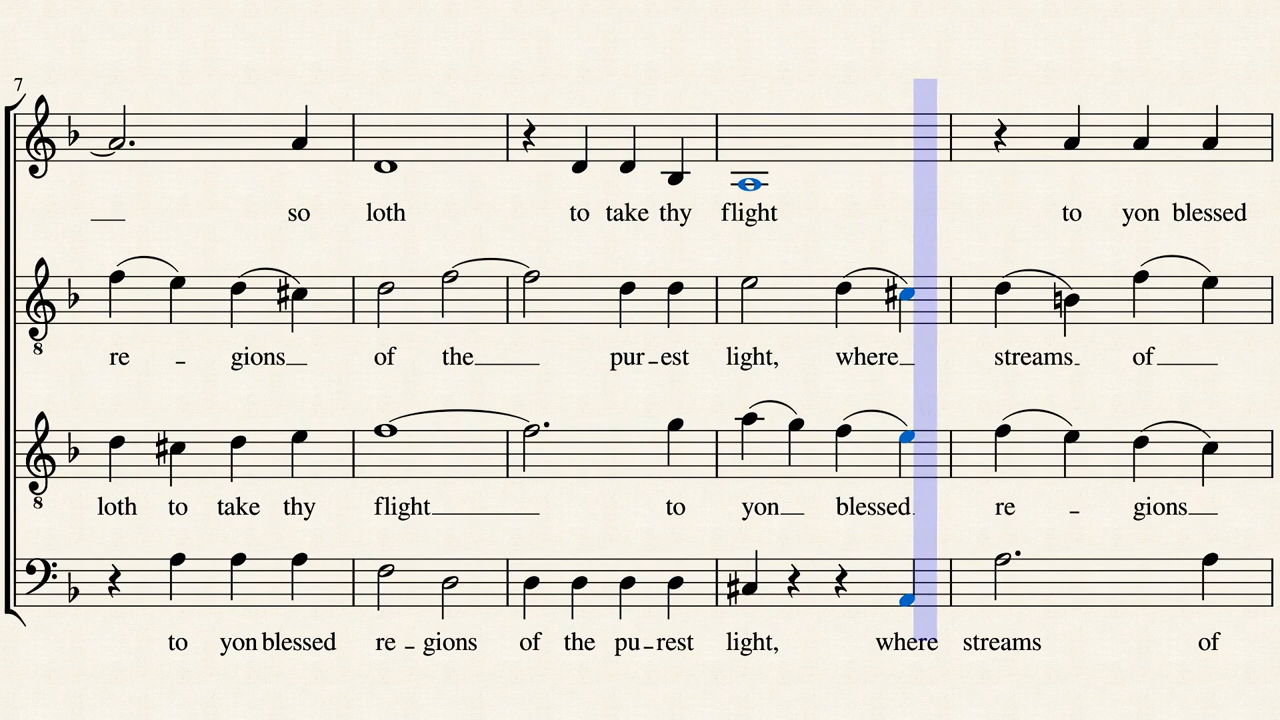 7
so loth to take thy flight to yon blessed
8
re - gions of the pur - est light, where streams of
8
loth to take thy flight to yon blessed re - gions
to yon blessed re - gions of the pu - rest light, where streams of